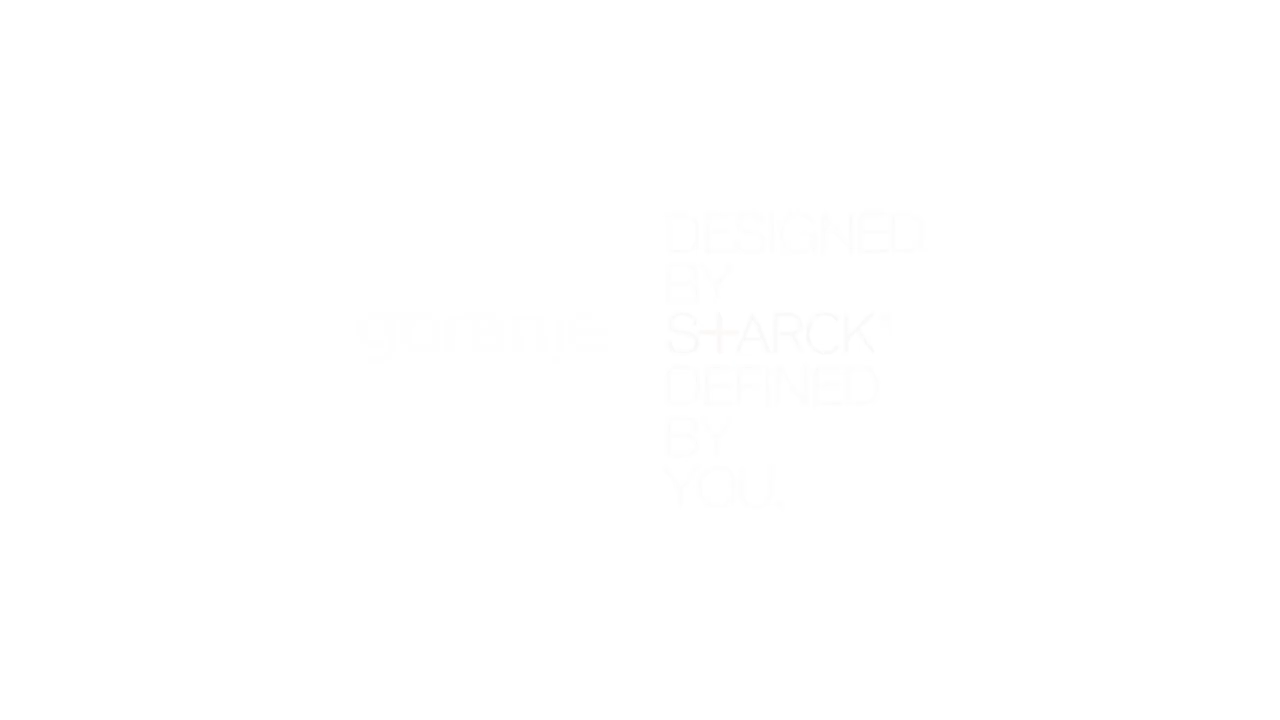 gorenje
DESIGNED
BY
S+ARCK®
DEFINED
BY
YOU.